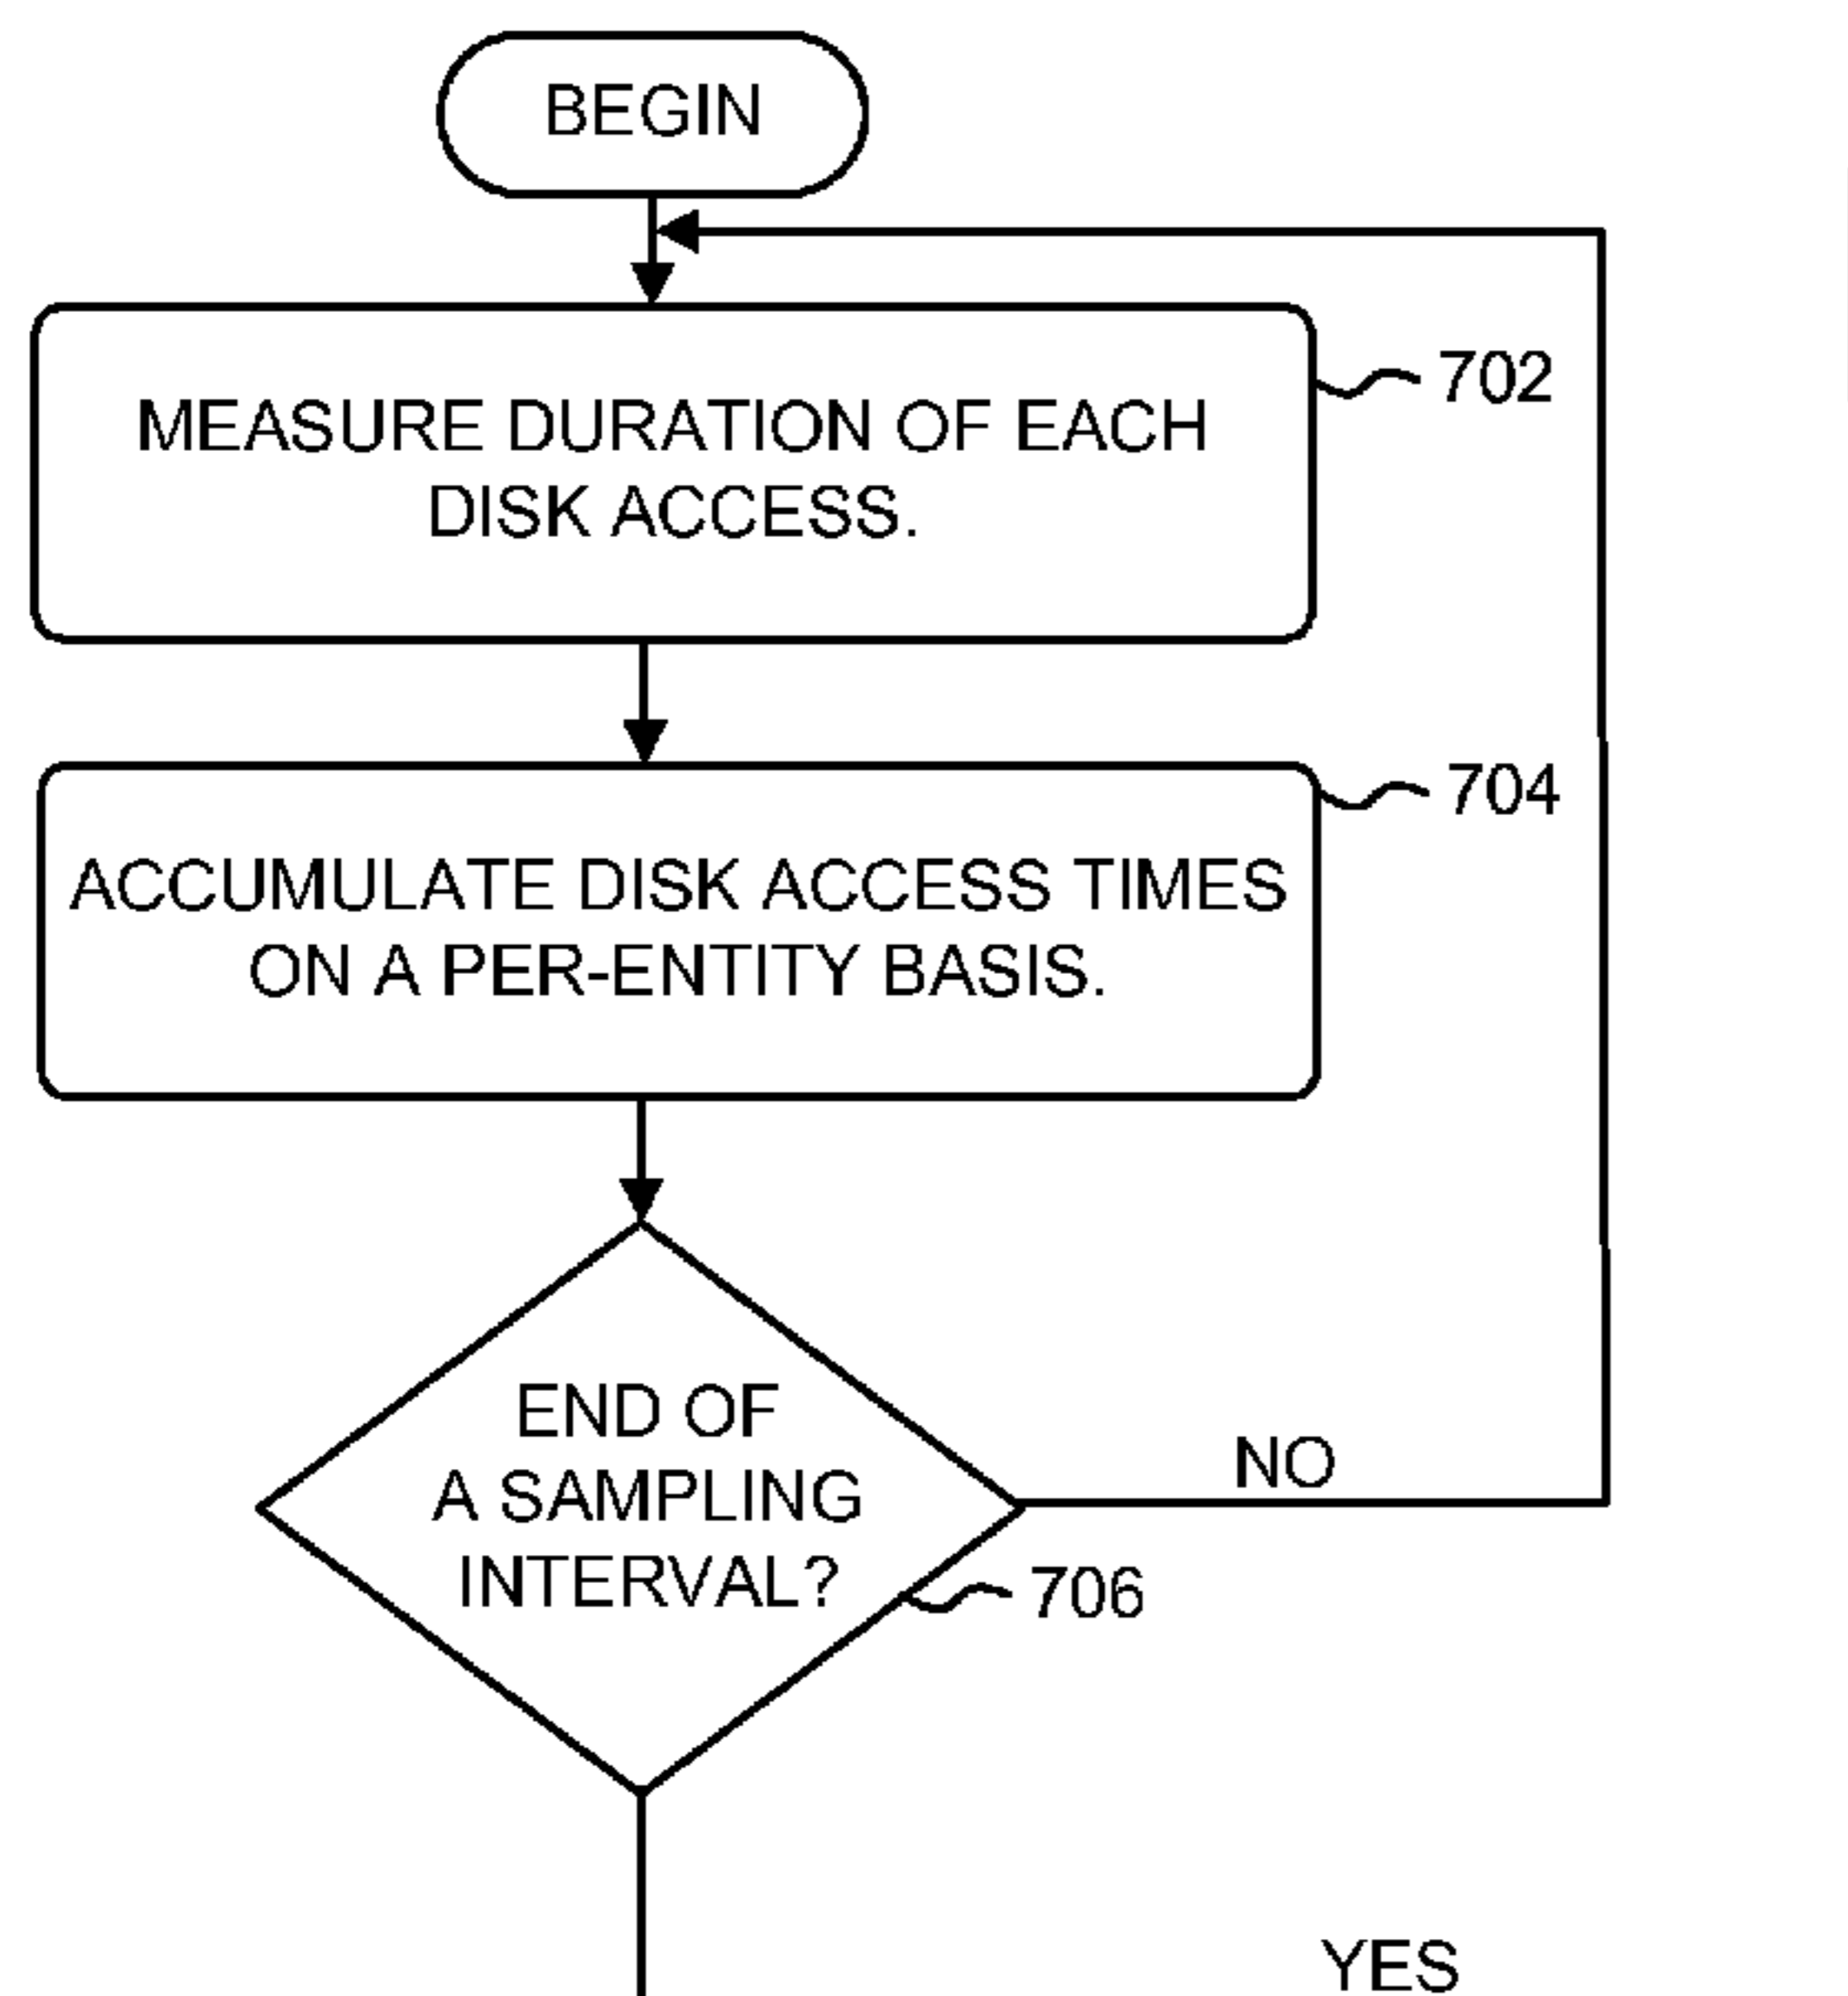 BEGIN
MEASURE DURATION OF EACH
DISK ACCESS.
702
ACCUMULATE DISK ACCESS TIMES
ON A PER-ENTITY BASIS.
704
END OF
A SAMPLING
INTERVAL?
NO
706
YES